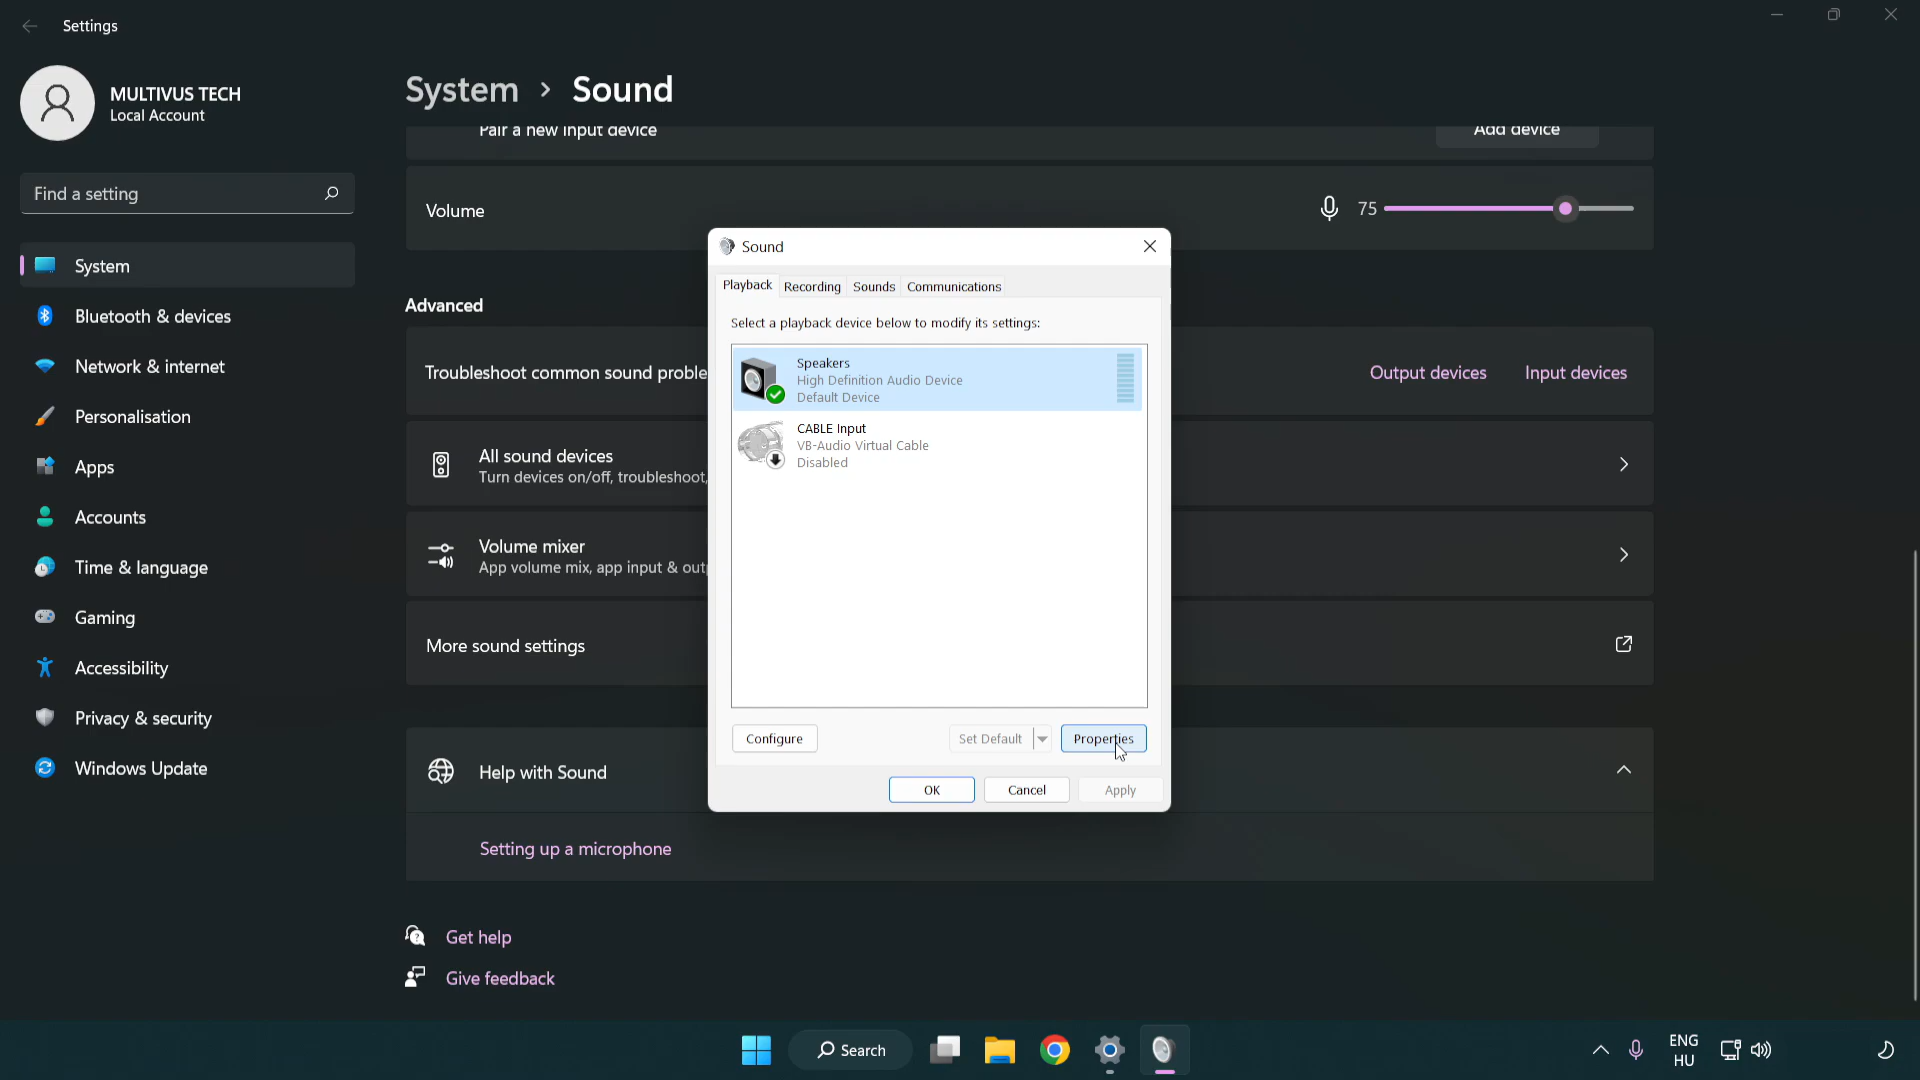 Settings
MULTIVUS TECH
Local Account
Find a setting
System
Bluetooth & devices
Network & internet
Personalisation
Apps
Accounts
Time & language
Gaming
Accessibility
Privacy & security
Windows Update
System > Sound
Pair a new input device
Add device
Volume
75
Advanced
Troubleshoot common sound proble
Output devices
Input devices
All sound devices
Turn devices on/off, troubleshoot,
Volume mixer
App volume mix, app input & out
More sound settings
Help with Sound
Setting up a microphone
Get help
Give feedback
Sound
Playback Recording Sounds Communications
Select a playback device below to modify its settings:
Speakers
High Definition Audio Device
Default Device
CABLE Input
VB-Audio Virtual Cable
Disabled
Configure
Set Default
Properties
OK
Cancel
Apply
Search
ENG
HU